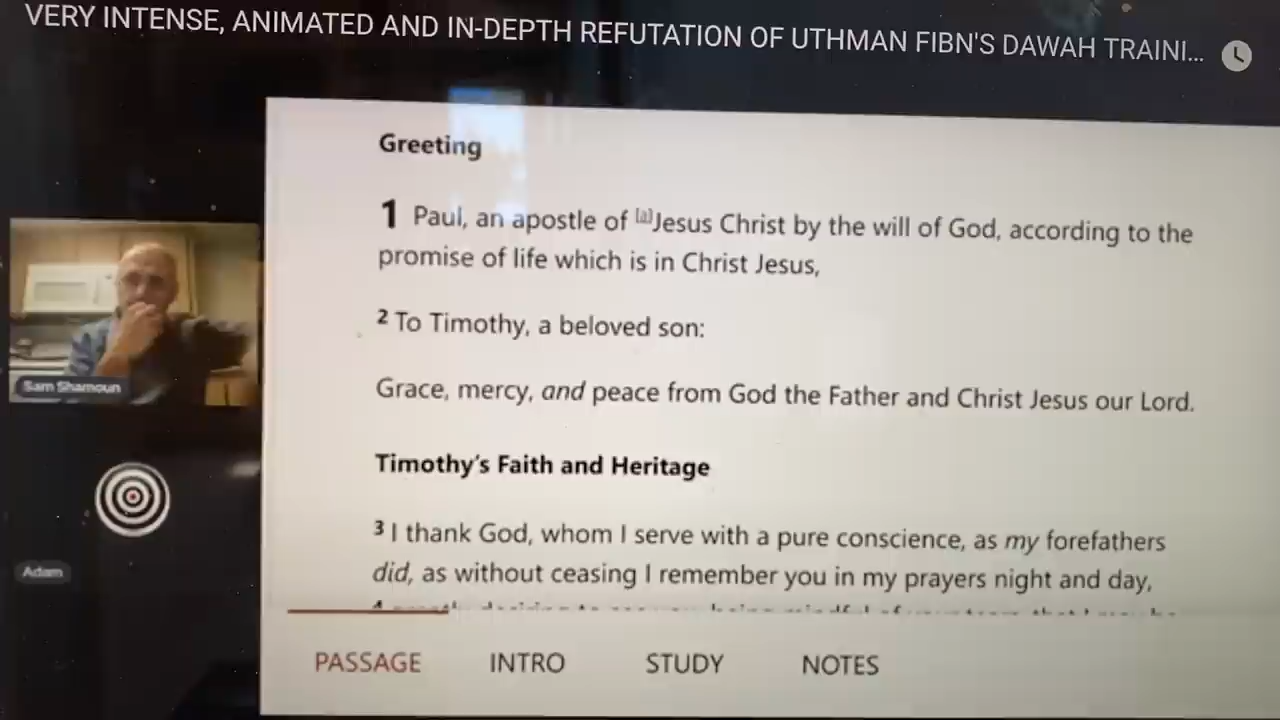 VERY INTENSE, ANIMATED AND IN-DEPTH REFUTATION OF UTHMAN FIBN'S DAWAH TRAINI...
Greeting
1 Paul, an apostle of [a]Jesus Christ by the will of God, according to the
promise of life which is in Christ Jesus,
2 To Timothy, a beloved son:
Grace, mercy, and peace from God the Father and Christ Jesus our Lord.
Timothy's Faith and Heritage
3 I thank God, whom I serve with a pure conscience, as my forefathers
did, as without ceasing I remember you in my prayers night and day,
Sam Shamoun
Adam
PASSAGE INTRO STUDY NOTES